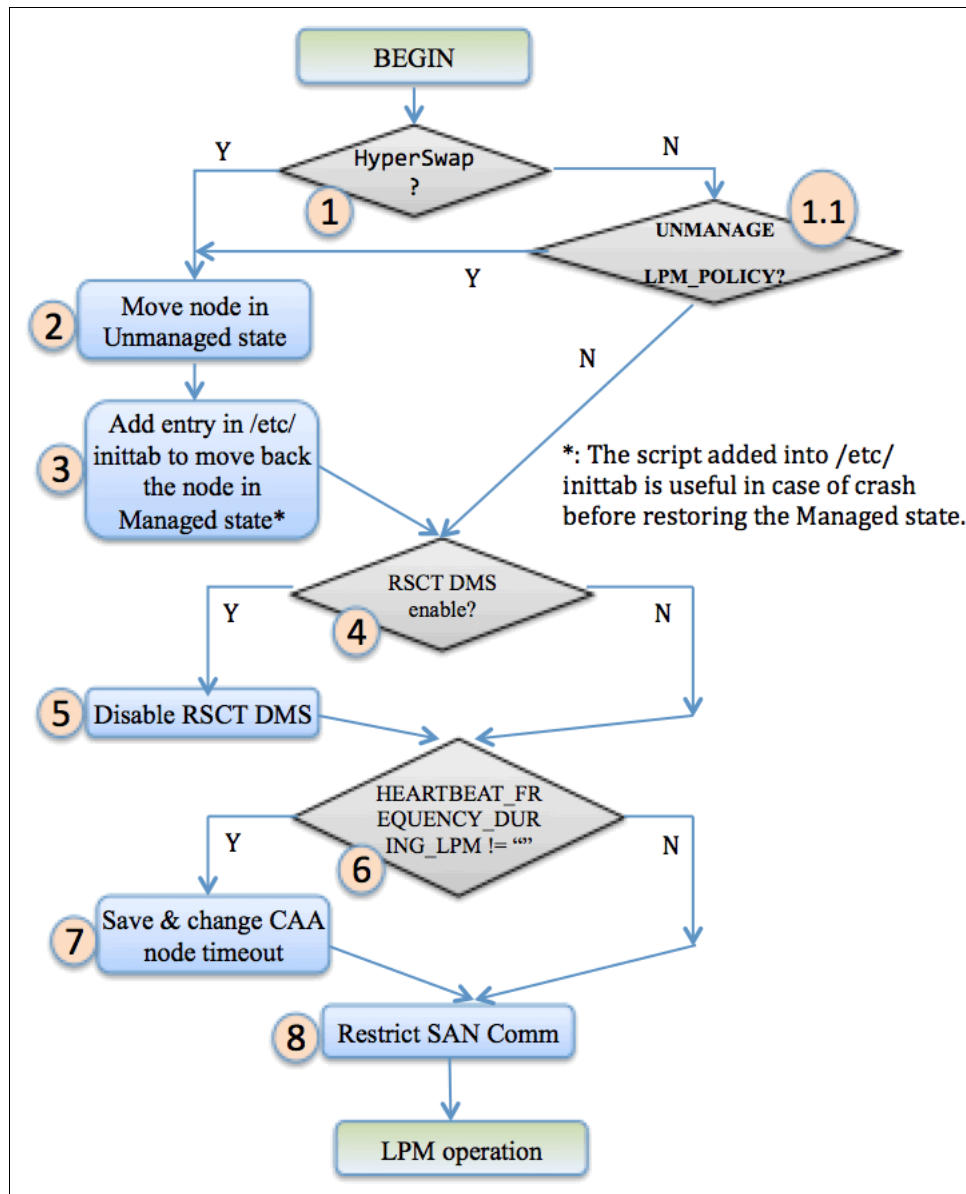 BEGIN
HyperSwap
?
Y
N
1
1.1
UNMANAGE
LPM_POLICY?
Y
N
2
Move node in
Unmanaged state
3
Add entry in /etc/
inittab to move back
the node in
Managed state*
*: The script added into /etc/
inittab is useful in case of crash
before restoring the Managed state.
RSCT DMS
enable?
4
Y
N
5
Disable RSCT DMS
HEARTBEAT_FR
EQUENCY_DUR
ING_LPM != “”
6
Y
N
7
Save & change CAA
node timeout
8
Restrict SAN Comm
LPM operation